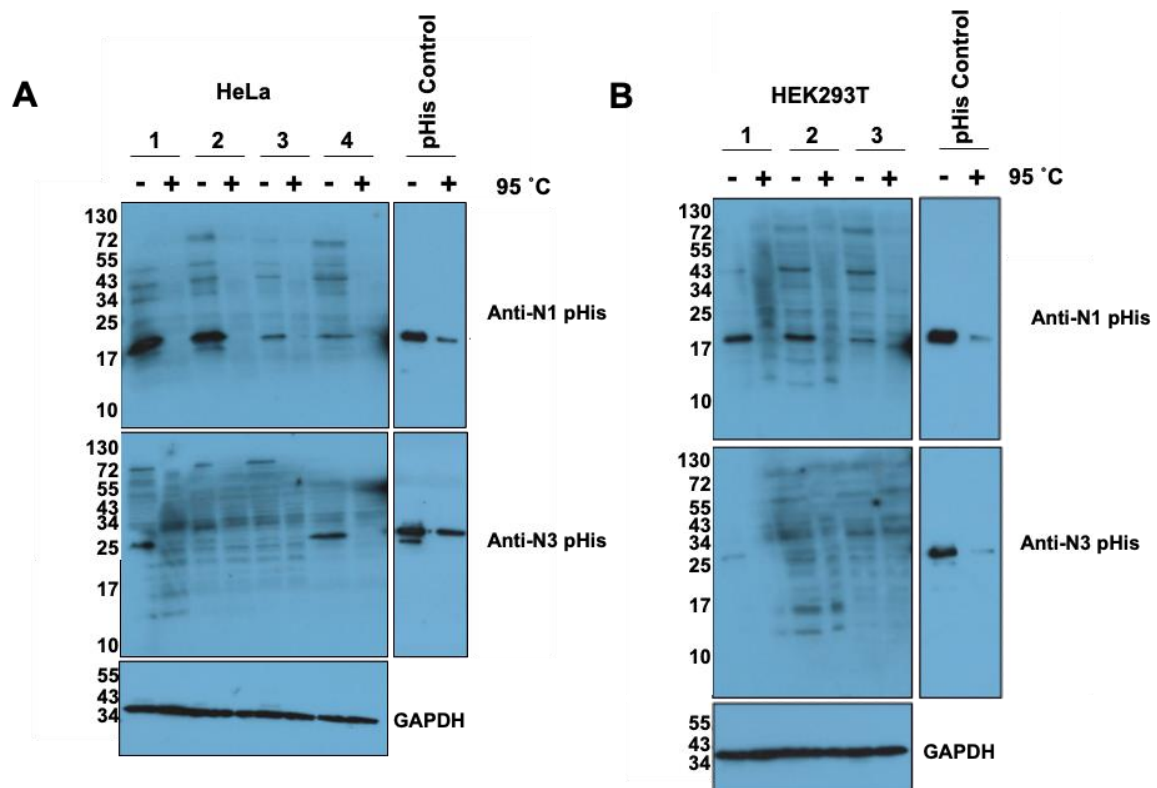 A
HeLa
pHis Control
1 2 3 4
- + - + - + - + - + 95 ˚C
130
72
55
43
34
25
17
10
Anti-N1 pHis
130
72
55
43
34
25
17
10
Anti-N3 pHis
55
43
34
GAPDH
B
HEK293T
pHis Control
1 2 3
- + - + - + - + 95 ˚C
130
72
55
43
34
25
17
10
Anti-N1 pHis
130
72
55
43
34
25
17
10
Anti-N3 pHis
55
43
34
GAPDH